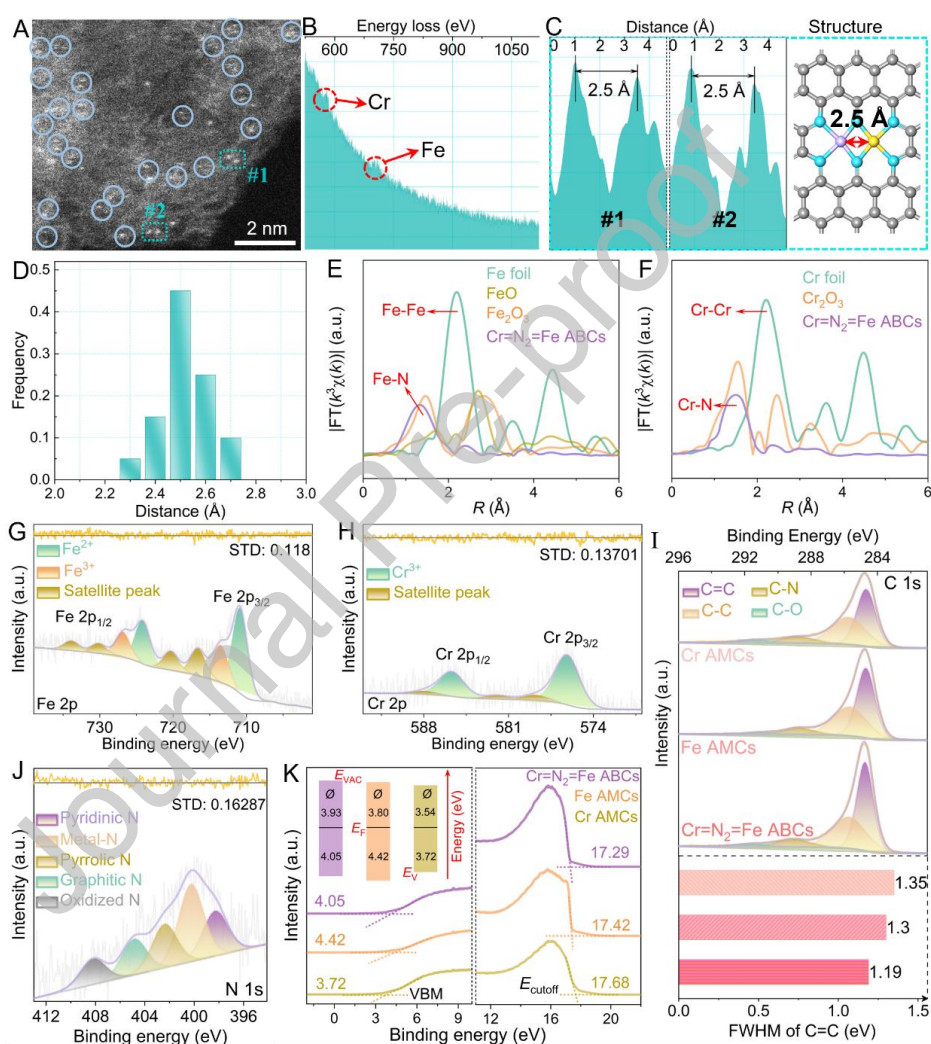 A
#1
#2
2 nm
B
Energy loss (eV)
600 750 900 1050
Cr
Fe
C
Distance (Å)
0 1 2 3 4 0 1 2 3 4
2.5 Å
2.5 Å
#1
#2
Structure
2.5 Å
D
Frequency
0.5
0.4
0.3
0.2
0.1
0.0
2.0 2.2 2.4 2.6 2.8 3.0
Distance (Å)
E
|FT(k³χ(k))| (a.u.)
Fe foil
FeO
Fe₂O₃
Cr=N₂=Fe ABCs
Fe-Fe
Fe-N
0 2 4 6
R (Å)
F
|FT(k³χ(k))| (a.u.)
Cr foil
Cr₂O₃
Cr=N₂=Fe ABCs
Cr-Cr
Cr-N
0 2 4 6
R (Å)
G
Intensity (a.u.)
STD: 0.118
Fe²⁺
Fe³⁺
Satellite peak
Fe 2p₁/₂
Fe 2p₃/₂
Fe 2p
730 720 710
Binding energy (eV)
H
Intensity (a.u.)
STD: 0.13701
Cr³⁺
Satellite peak
Cr 2p₁/₂
Cr 2p₃/₂
Cr 2p
588 581 574
Binding energy (eV)
I
Binding Energy (eV)
296 292 288 284
C 1s
C=C
C-N
C-C
C-O
Intensity (a.u.)
Cr AMCs
Fe AMCs
Cr=N₂=Fe ABCs
1.35
1.3
1.19
0.0 0.5 1.0 1.5
FWHM of C=C (eV)
J
Intensity (a.u.)
STD: 0.16287
Pyridinic N
Metal-N
Pyrrolic N
Graphitic N
Oxidized N
N 1s
412 408 404 400 396
Binding energy (eV)
K
Intensity (a.u.)
E_VAC
Ø Ø Ø
3.93 3.80 3.54
E_F
4.05 4.42 3.72
E_V
Energy (eV)
Cr=N₂=Fe ABCs
Fe AMCs
Cr AMCs
4.05
17.29
4.42
17.42
3.72
17.68
VBM
E_cutoff
0 3 6 9 12 16 20
Binding energy (eV)
Journal Pre-proof